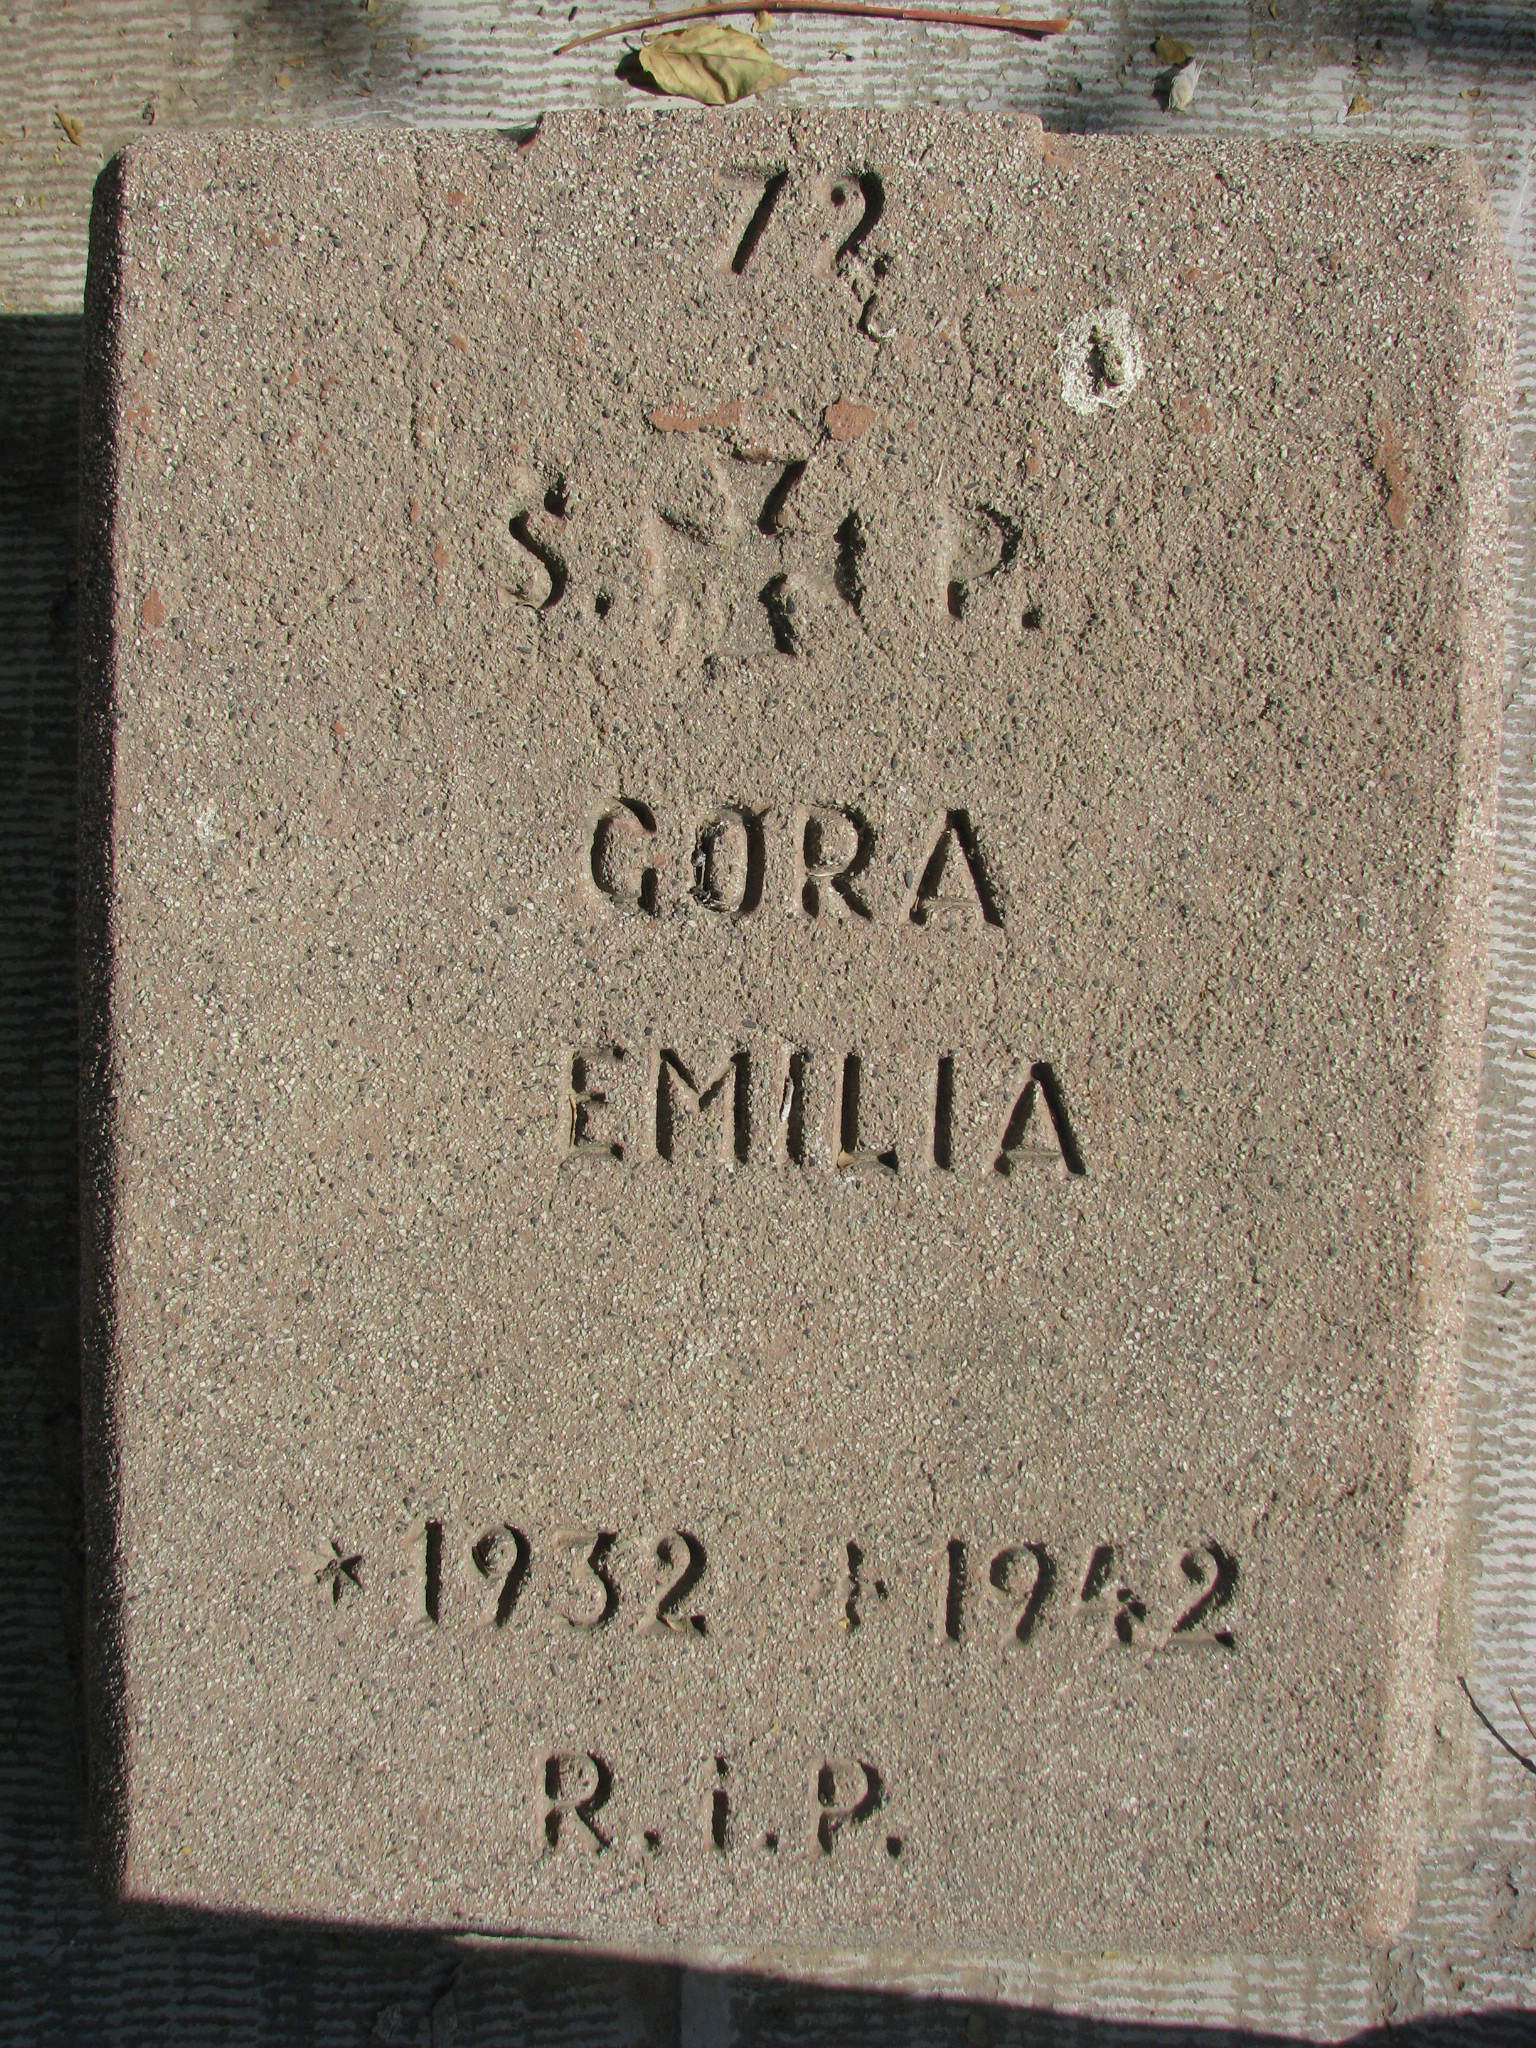 72
S. P.
GORA
EMILIA
* 1932 † 1942
R.i.P.